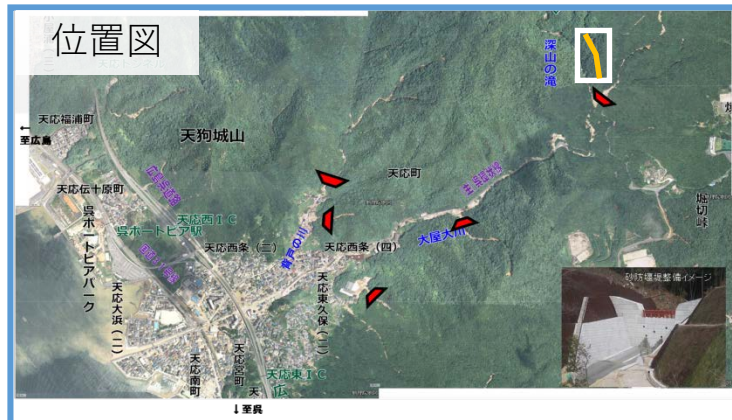 位置図
深山の滝
天応福浦町
←
至広島
天狗城山
天応町
天応伝十原町
堀切峠
天応西IC
呉ポートピア駅
呉ポートピアパーク
天応西条(二)
背戸の川
天応西条(四)
大屋大川
天応大浜(二)
天応東久保(二)
砂防堰堤整備イメージ
天応南町
天応宮町
天応東IC
↓至呉